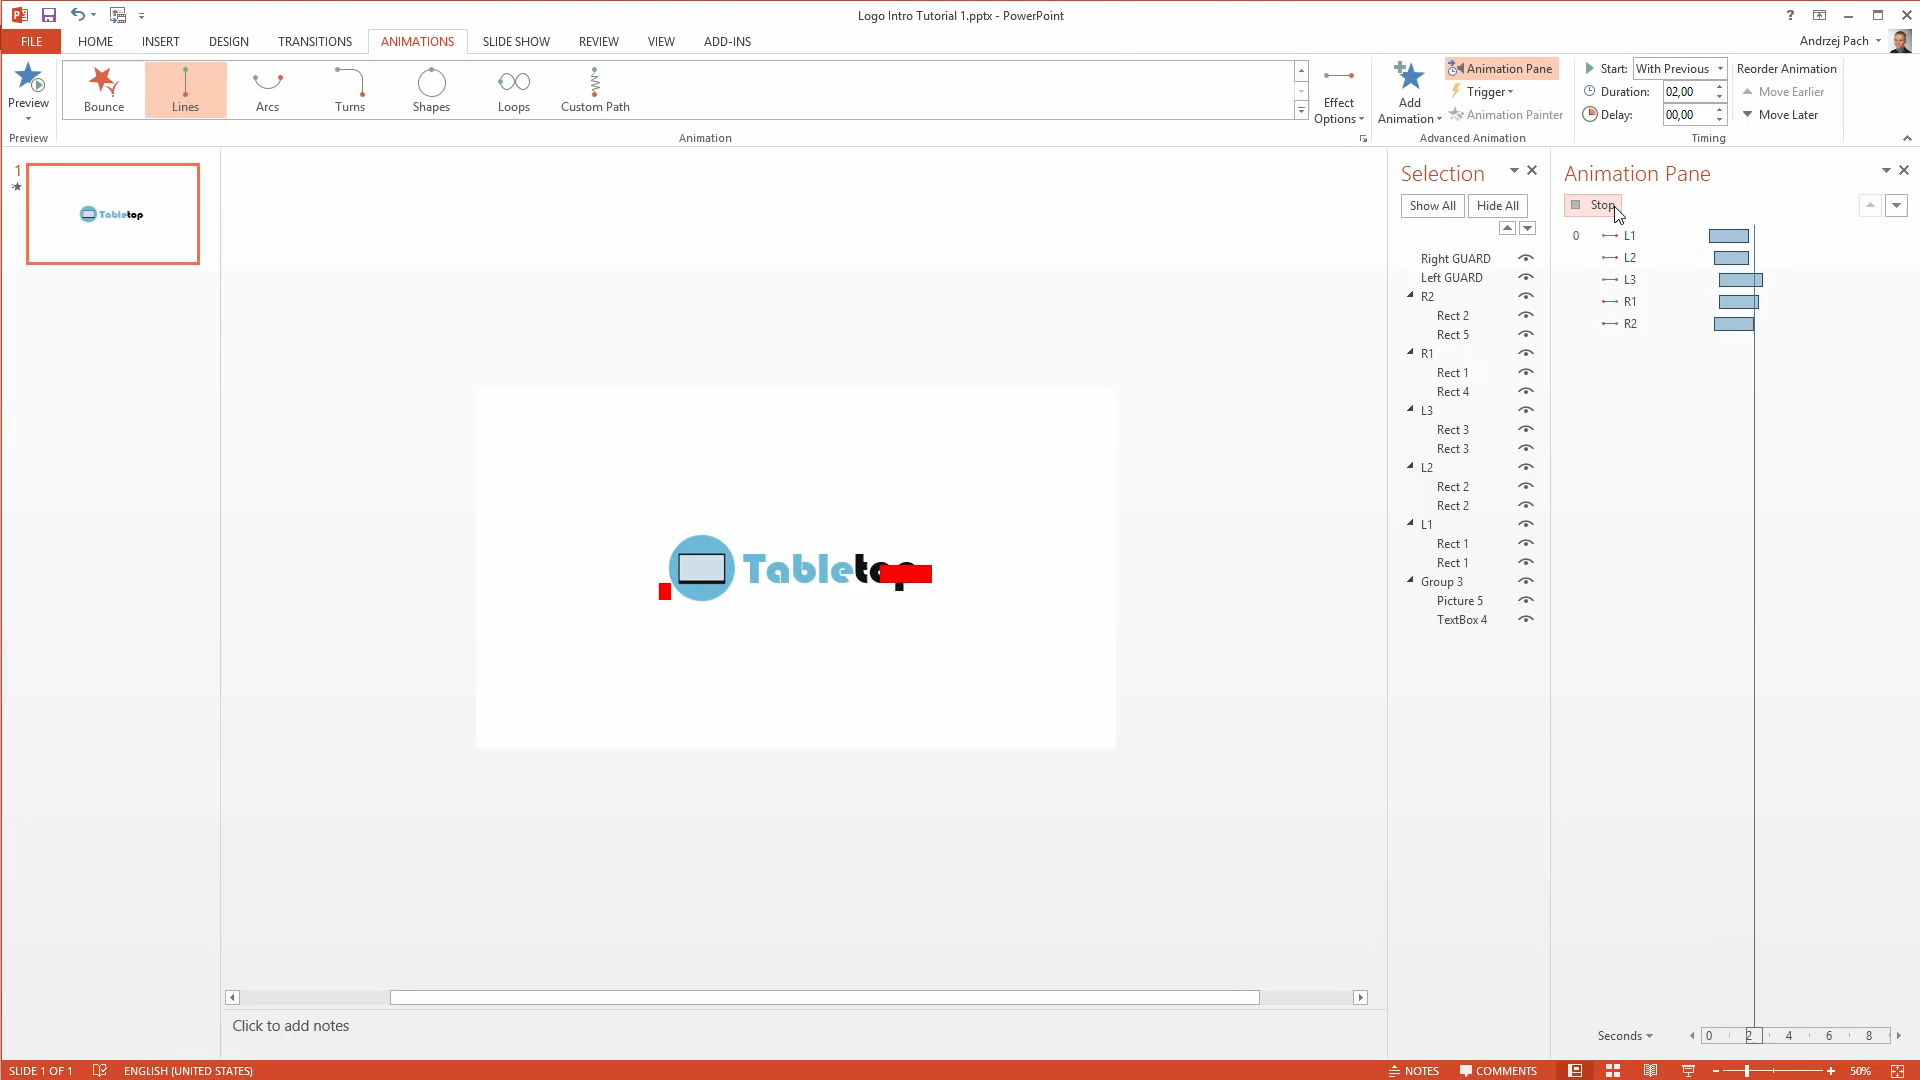 Logo Intro Tutorial 1.pptx - PowerPoint
?
FILE HOME INSERT DESIGN TRANSITIONS ANIMATIONS SLIDE SHOW REVIEW VIEW ADD-INS
Andrzej Pach
Preview
Preview
Bounce Lines Arcs Turns Shapes Loops Custom Path
Animation
Effect
Options
Add
Animation
Animation Pane
Trigger
Animation Painter
Advanced Animation
Start: With Previous
Duration: 02,00
Delay: 00,00
Timing
Reorder Animation
Move Earlier
Move Later
1
Tabletop
Tabletop
Selection
Show All Hide All
Right GUARD
Left GUARD
R2
Rect 2
Rect 5
R1
Rect 1
Rect 4
L3
Rect 3
Rect 3
L2
Rect 2
Rect 2
L1
Rect 1
Rect 1
Group 3
Picture 5
TextBox 4
Animation Pane
Stop
0 L1
L2
L3
R1
R2
Seconds 0 2 4 6 8
Click to add notes
SLIDE 1 OF 1 ENGLISH (UNITED STATES) NOTES COMMENTS 50%